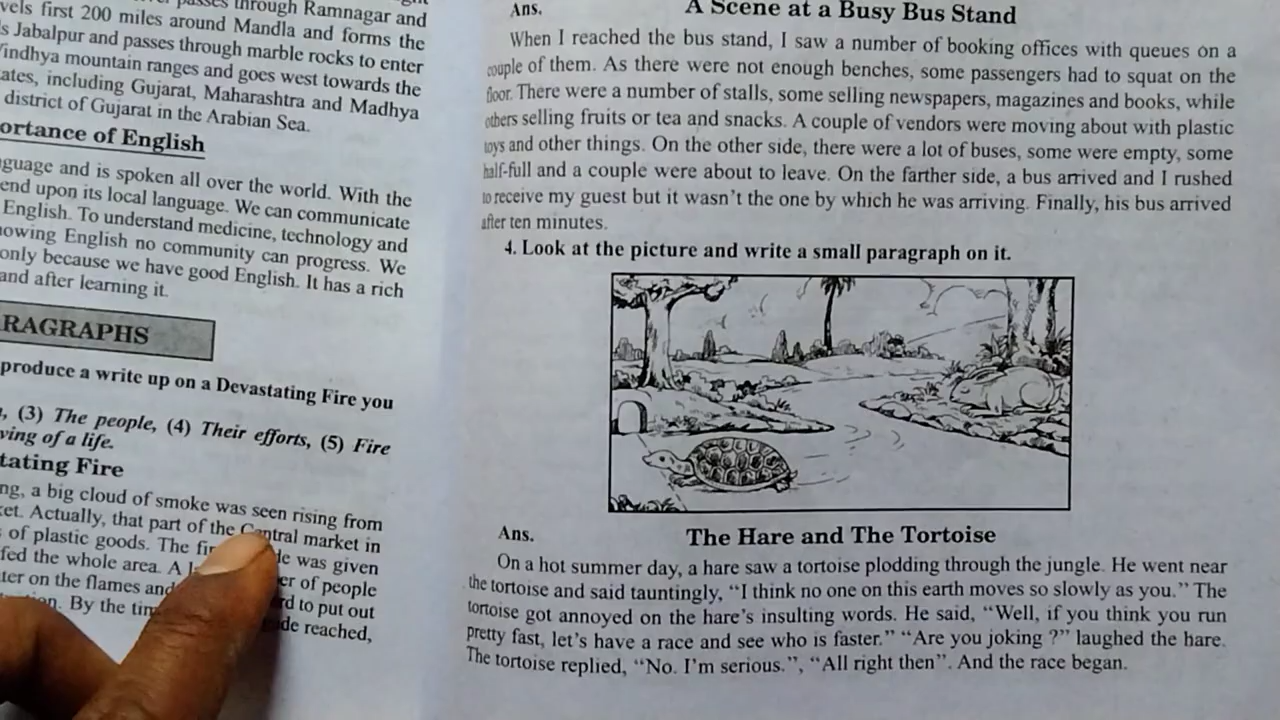 passes through Ramnagar and
vels first 200 miles around Mandla and forms the
s Jabalpur and passes through marble rocks to enter
Vindhya mountain ranges and goes west towards the
ates, including Gujarat, Maharashtra and Madhya
district of Gujarat in the Arabian Sea.
ortance of English
nguage and is spoken all over the world. With the
end upon its local language. We can communicate
English. To understand medicine, technology and
nowing English no community can progress. We
only because we have good English. It has a rich
and after learning it.
RAGRAPHS
produce a write up on a Devastating Fire you
, (3) The people, (4) Their efforts, (5) Fire
ving of a life.
tating Fire
ng, a big cloud of smoke was seen rising from
ket. Actually, that part of the Central market in
of plastic goods. The fir de was given
fed the whole area. A l er of people
ter on the flames and rd to put out
tion. By the tim ade reached,
Ans. A Scene at a Busy Bus Stand
When I reached the bus stand, I saw a number of booking offices with queues on a
couple of them. As there were not enough benches, some passengers had to squat on the
floor. There were a number of stalls, some selling newspapers, magazines and books, while
others selling fruits or tea and snacks. A couple of vendors were moving about with plastic
toys and other things. On the other side, there were a lot of buses, some were empty, some
half-full and a couple were about to leave. On the farther side, a bus arrived and I rushed
to receive my guest but it wasn't the one by which he was arriving. Finally, his bus arrived
after ten minutes.
4. Look at the picture and write a small paragraph on it.
Ans. The Hare and The Tortoise
On a hot summer day, a hare saw a tortoise plodding through the jungle. He went near
the tortoise and said tauntingly, “I think no one on this earth moves so slowly as you.” The
tortoise got annoyed on the hare's insulting words. He said, “Well, if you think you run
pretty fast, let's have a race and see who is faster.” “Are you joking ?” laughed the hare.
The tortoise replied, “No. I'm serious.”, “All right then”. And the race began.